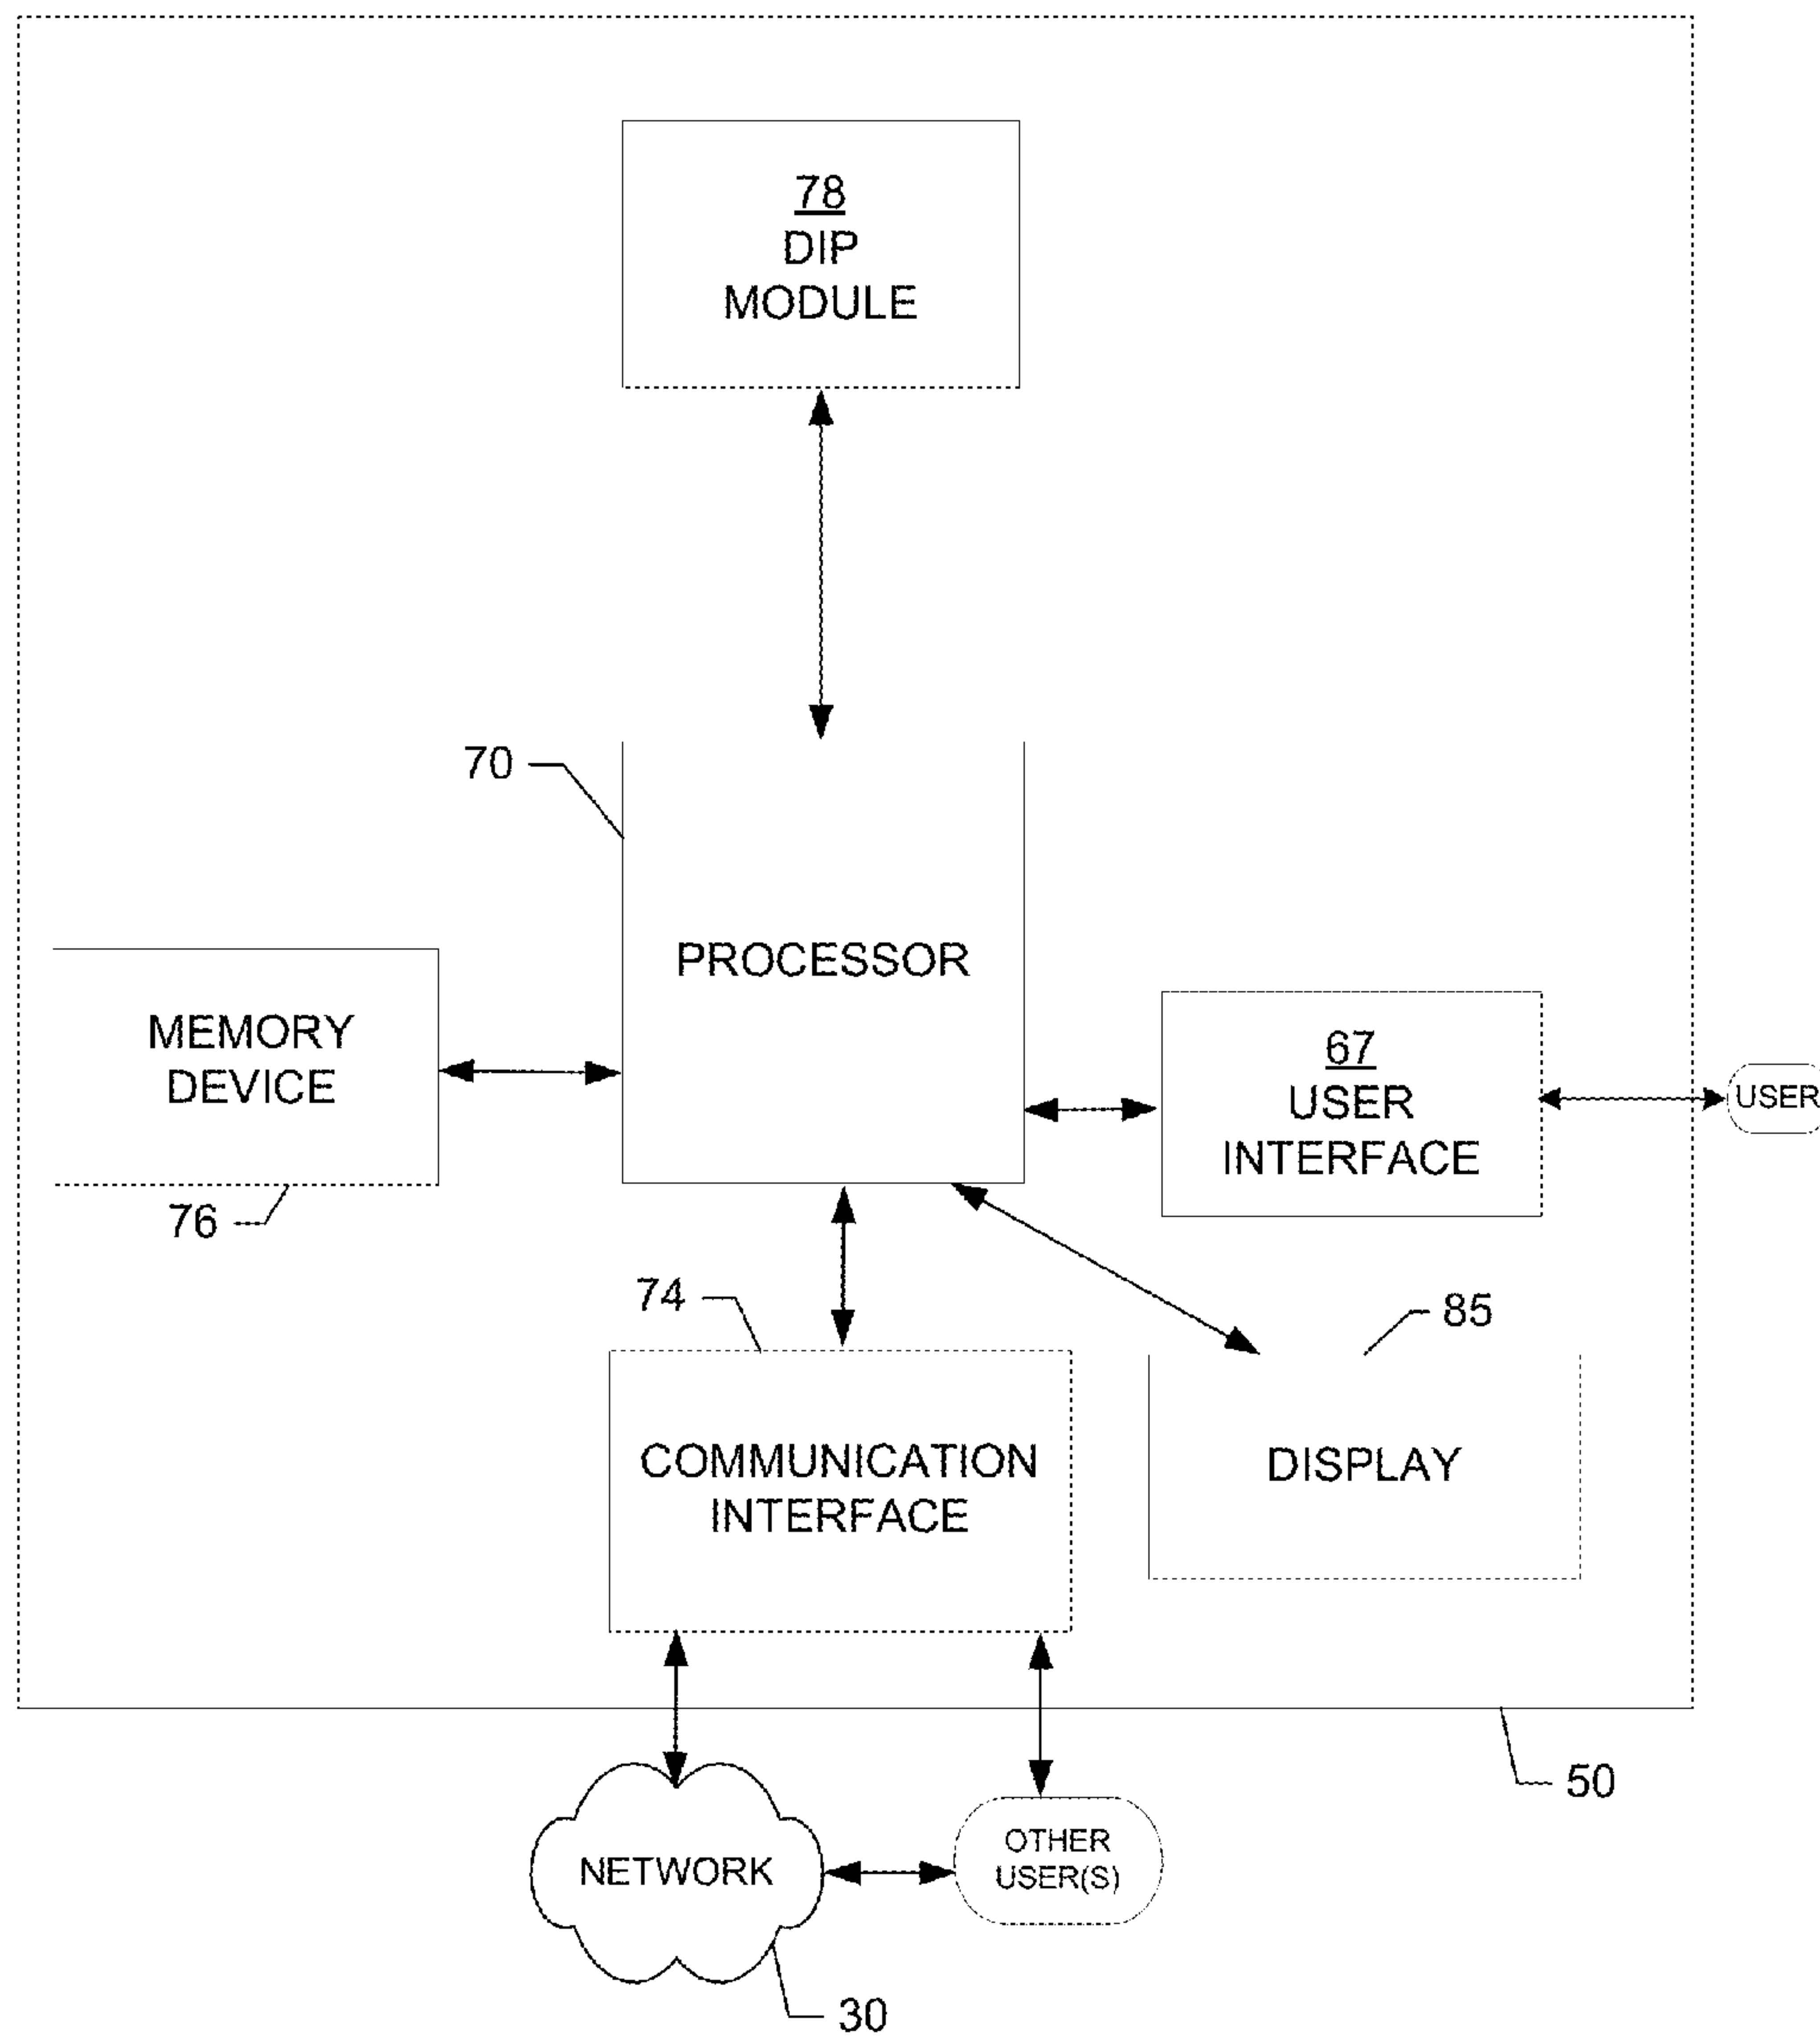 78
DIP
MODULE
70
PROCESSOR
MEMORY
DEVICE
76
67
USER
INTERFACE
USER
74
85
COMMUNICATION
INTERFACE
DISPLAY
50
NETWORK
OTHER
USER(S)
30